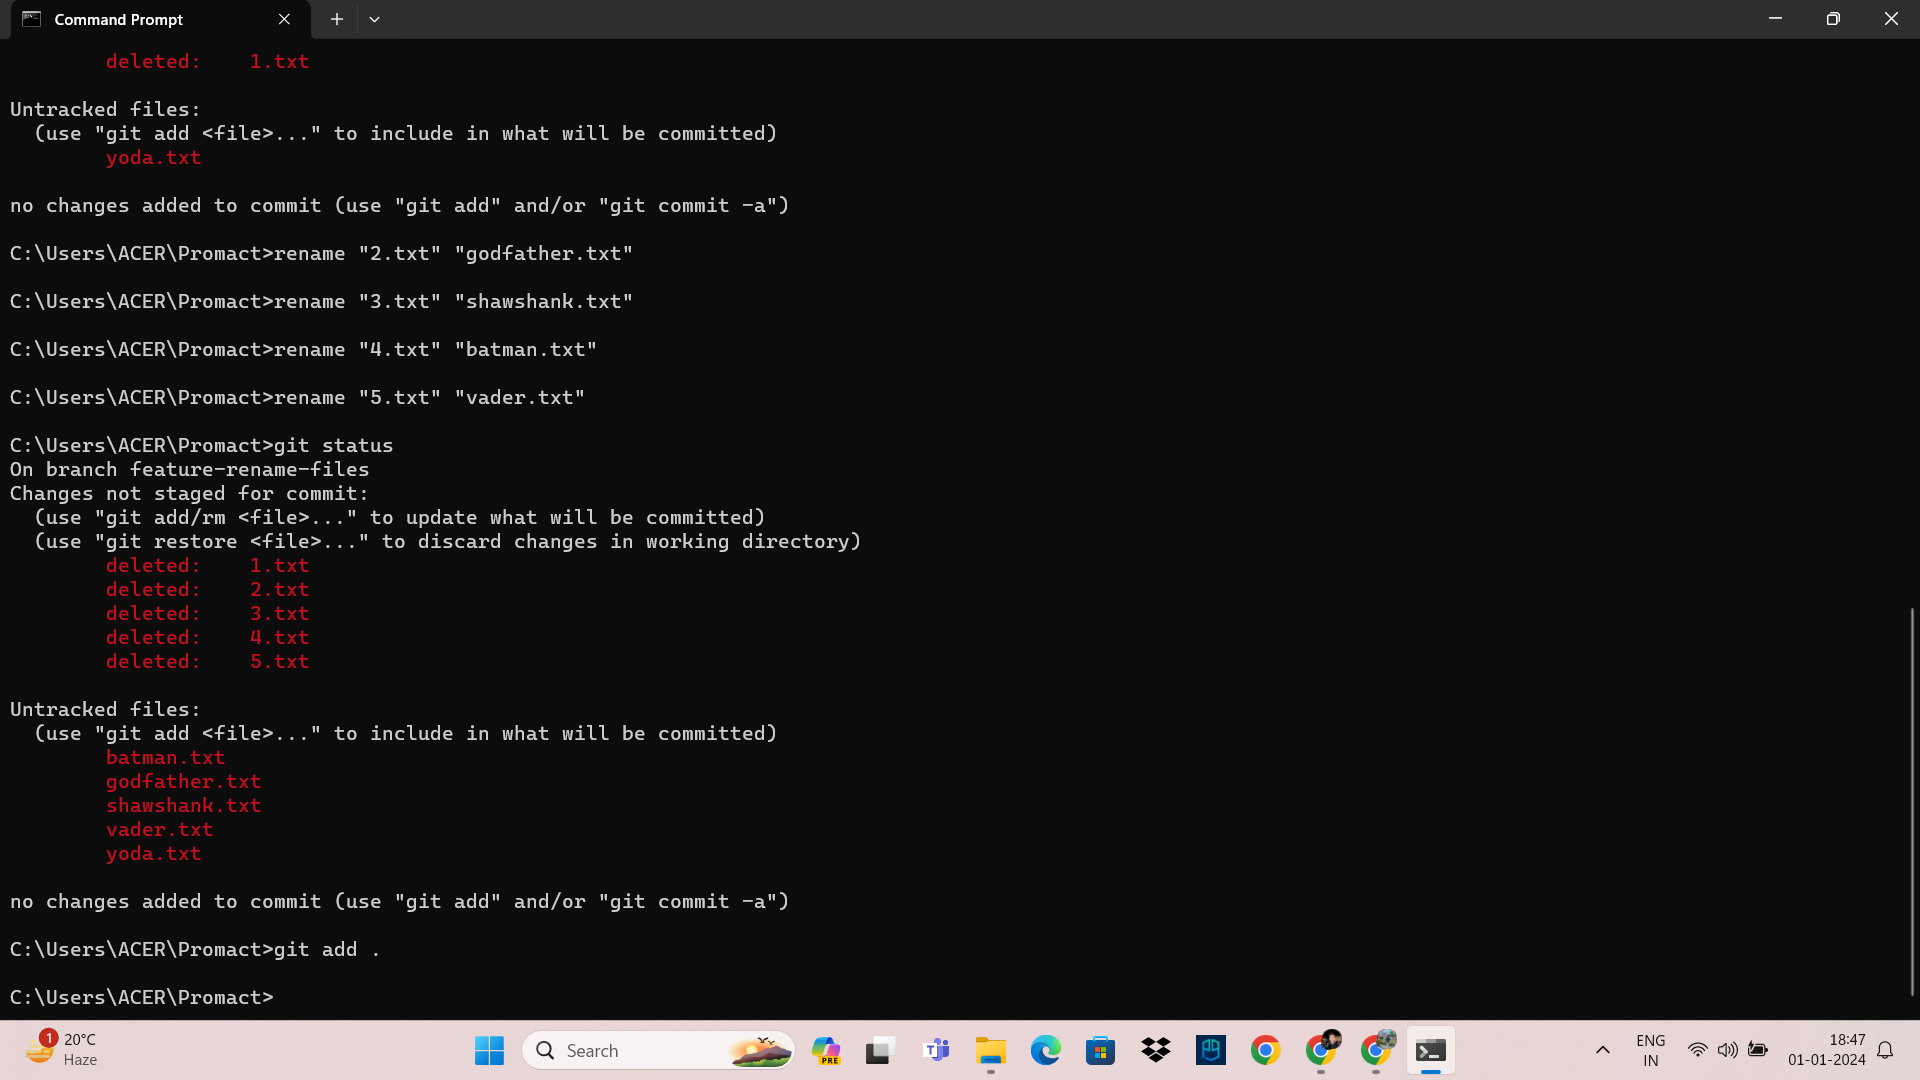 Command Prompt
deleted:    1.txt
Untracked files:
  (use "git add <file>..." to include in what will be committed)
        yoda.txt
no changes added to commit (use "git add" and/or "git commit -a")
C:\Users\ACER\Promact>rename "2.txt" "godfather.txt"
C:\Users\ACER\Promact>rename "3.txt" "shawshank.txt"
C:\Users\ACER\Promact>rename "4.txt" "batman.txt"
C:\Users\ACER\Promact>rename "5.txt" "vader.txt"
C:\Users\ACER\Promact>git status
On branch feature-rename-files
Changes not staged for commit:
  (use "git add/rm <file>..." to update what will be committed)
  (use "git restore <file>..." to discard changes in working directory)
        deleted:    1.txt
        deleted:    2.txt
        deleted:    3.txt
        deleted:    4.txt
        deleted:    5.txt
Untracked files:
  (use "git add <file>..." to include in what will be committed)
        batman.txt
        godfather.txt
        shawshank.txt
        vader.txt
        yoda.txt
no changes added to commit (use "git add" and/or "git commit -a")
C:\Users\ACER\Promact>git add .
C:\Users\ACER\Promact>
1
20°C
Haze
Search
PRE
ENG
IN
18:47
01-01-2024